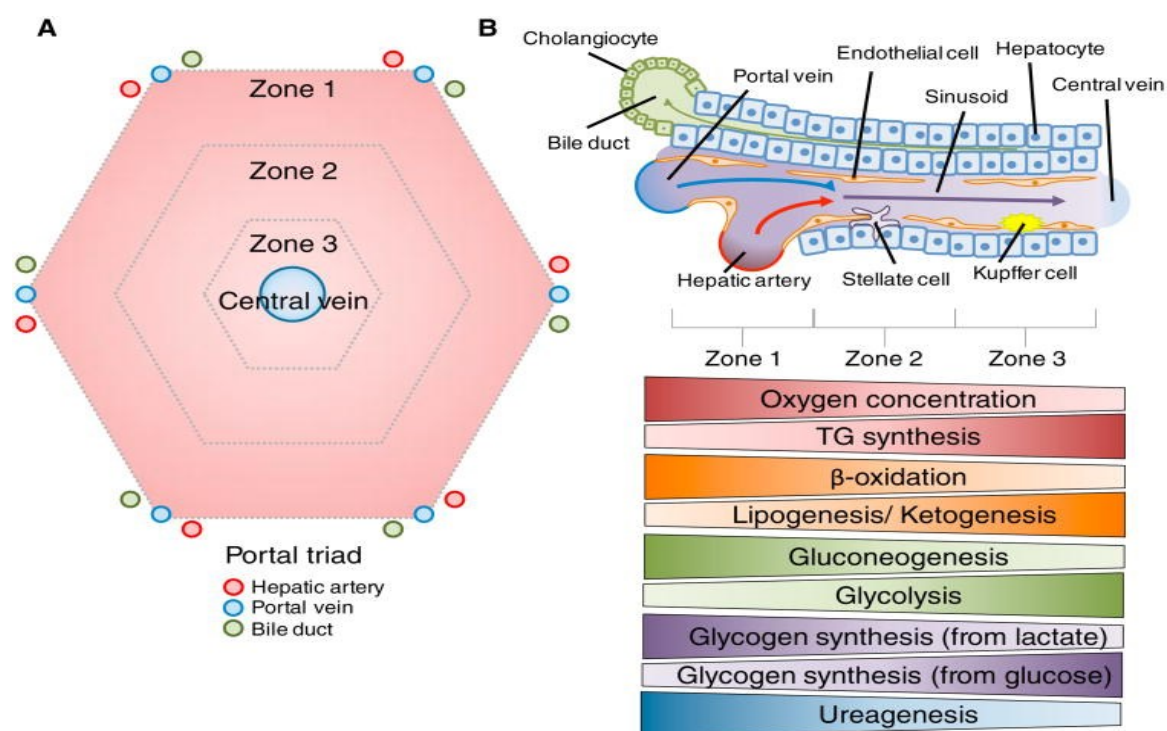 A
Zone 1
Zone 2
Zone 3
Central vein
Portal triad
Hepatic artery
Portal vein
Bile duct
B
Cholangiocyte
Portal vein
Endothelial cell
Hepatocyte
Sinusoid
Central vein
Bile duct
Hepatic artery
Stellate cell
Kupffer cell
Zone 1
Zone 2
Zone 3
Oxygen concentration
TG synthesis
β-oxidation
Lipogenesis/ Ketogenesis
Gluconeogenesis
Glycolysis
Glycogen synthesis (from lactate)
Glycogen synthesis (from glucose)
Ureagenesis